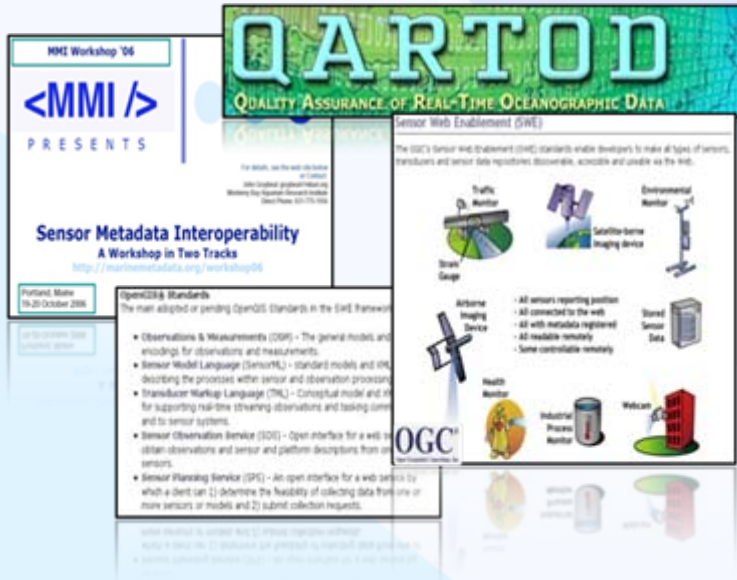 MMI Workshop '06
<MMI />
PRESENTS
For details, see the web site below
or Contact:
Sensor Metadata Interoperability
A Workshop in Two Tracks
http://marinemetadata.org/workshop06
Portland, Maine
19-20 October 2006
QARTOD
QUALITY ASSURANCE OF REAL-TIME OCEANOGRAPHIC DATA
Sensor Web Enablement (SWE)
The OGC's Sensor Web Enablement (SWE) standards enable developers to make all types of sensors,
transducers and sensor data repositories discoverable, accessible and useable via the Web.
Traffic
Monitor
Strain
Gauge
Satellite-borne
Imaging device
Environmental
Monitor
Airborne
Imaging
Device
- All sensors reporting position
- All connected to the web
- All with metadata registered
- All readable remotely
- Some controllable remotely
Stored
Sensor
Data
Health
Monitor
Industrial
Process
Monitor
Webcam
OGC
OpenGIS® Standards
The main adopted or pending OpenGIS Standards in the SWE framework
• Observations & Measurements (O&M) - The general models and
encodings for observations and measurements.
• Sensor Model Language (SensorML) - standard models and XML
describing the processes within sensor and observation processing
• Transducer Markup Language (TML) - Conceptual model and
for supporting real-time streaming observations and tasking
and to sensor systems.
• Sensor Observation Service (SOS) - Open interface for a web
obtain observations and sensor and platform descriptions from
sensors.
• Sensor Planning Service (SPS) - An open interface for a web service by
which a client can 1) determine the feasibility of collecting data from one or
more sensors or models and 2) submit collection requests.